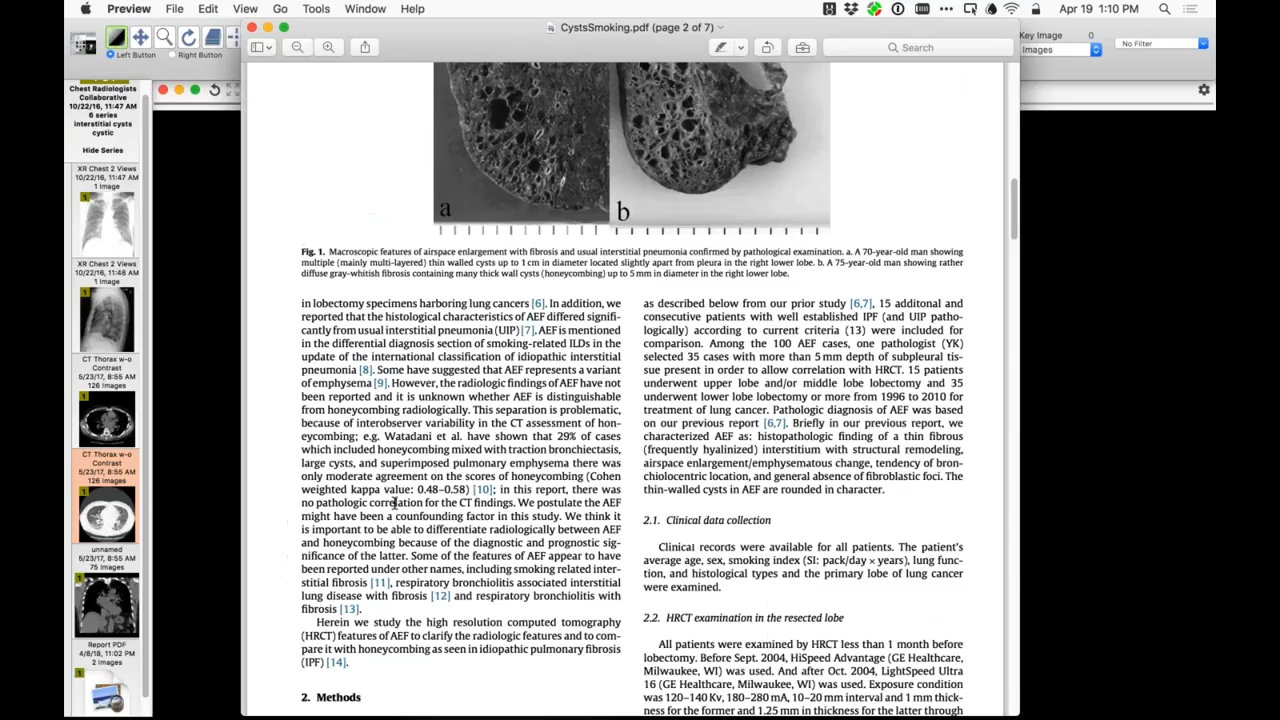 Preview File Edit View Go Tools Window Help
Apr 19 1:10 PM
CystsSmoking.pdf (page 2 of 7)
Search
Left Button Right Button
Key Image 0
Images
No Filter
Chest Radiologists
Collaborative
10/22/16, 11:47 AM
6 series
interstitial cysts
cystic
Hide Series
XR Chest 2 Views
10/22/16, 11:47 AM
1 Image
1
XR Chest 2 Views
10/22/16, 11:48 AM
1 Image
1
CT Thorax w-o
Contrast
5/23/17, 8:55 AM
126 Images
1
CT Thorax w-o
Contrast
5/23/17, 8:55 AM
126 Images
1
unnamed
5/23/17, 8:55 AM
75 Images
Report PDF
4/8/18, 11:02 PM
2 Images
1
a b
Fig. 1. Macroscopic features of airspace enlargement with fibrosis and usual interstitial pneumonia confirmed by pathological examination. a. A 70-year-old man showing
multiple (mainly multi-layered) thin walled cysts up to 1 cm in diameter located slightly apart from pleura in the right lower lobe. b. A 75-year-old man showing rather
diffuse gray-whitish fibrosis containing many thick wall cysts (honeycombing) up to 5 mm in diameter in the right lower lobe.
in lobectomy specimens harboring lung cancers [6]. In addition, we
reported that the histological characteristics of AEF differed signifi-
cantly from usual interstitial pneumonia (UIP) [7]. AEF is mentioned
in the differential diagnosis section of smoking-related ILDs in the
update of the international classification of idiopathic interstitial
pneumonia [8]. Some have suggested that AEF represents a variant
of emphysema [9]. However, the radiologic findings of AEF have not
been reported and it is unknown whether AEF is distinguishable
from honeycombing radiologically. This separation is problematic,
because of interobserver variability in the CT assessment of hon-
eycombing; e.g. Watadani et al. have shown that 29% of cases
which included honeycombing mixed with traction bronchiectasis,
large cysts, and superimposed pulmonary emphysema there was
only moderate agreement on the scores of honeycombing (Cohen
weighted kappa value: 0.48–0.58) [10]; in this report, there was
no pathologic correlation for the CT findings. We postulate the AEF
might have been a counfounding factor in this study. We think it
is important to be able to differentiate radiologically between AEF
and honeycombing because of the diagnostic and prognostic sig-
nificance of the latter. Some of the features of AEF appear to have
been reported under other names, including smoking related inter-
stitial fibrosis [11], respiratory bronchiolitis associated interstitial
lung disease with fibrosis [12] and respiratory bronchiolitis with
fibrosis [13].
Herein we study the high resolution computed tomography
(HRCT) features of AEF to clarify the radiologic features and to com-
pare it with honeycombing as seen in idiopathic pulmonary fibrosis
(IPF) [14].
2. Methods
as described below from our prior study [6,7], 15 additonal and
consecutive patients with well established IPF (and UIP patho-
logically) according to current criteria (13) were included for
comparison. Among the 100 AEF cases, one pathologist (YK)
selected 35 cases with more than 5 mm depth of subpleural tis-
sue present in order to allow correlation with HRCT. 15 patients
underwent upper lobe and/or middle lobe lobectomy and 35
underwent lower lobe lobectomy or more from 1996 to 2010 for
treatment of lung cancer. Pathologic diagnosis of AEF was based
on our previous report [6,7]. Briefly in our previous report, we
characterized AEF as: histopathologic finding of a thin fibrous
(frequently hyalinized) interstitium with structural remodeling,
airspace enlargement/emphysematous change, tendency of bron-
chiolocentric location, and general absence of fibroblastic foci. The
thin-walled cysts in AEF are rounded in character.
2.1. Clinical data collection
Clinical records were available for all patients. The patient's
average age, sex, smoking index (SI: pack/day × years), lung func-
tion, and histological types and the primary lobe of lung cancer
were examined.
2.2. HRCT examination in the resected lobe
All patients were examined by HRCT less than 1 month before
lobectomy. Before Sept. 2004, HiSpeed Advantage (GE Healthcare,
Milwaukee, WI) was used. And after Oct. 2004, LightSpeed Ultra
16 (GE Healthcare, Milwaukee, WI) was used. Exposure condition
was 120–140 Kv, 180–280 mA, 10–20 mm interval and 1 mm thick-
ness for the former and 1.25 mm in thickness for the latter through